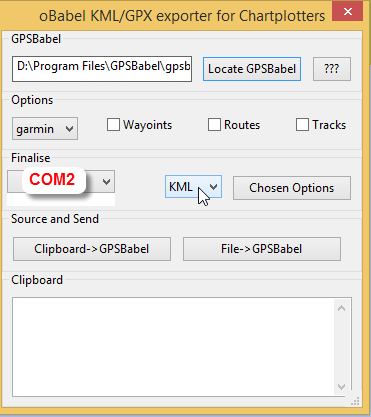 oBabel KML/GPX exporter for Chartplotters
GPSBabel
D:\Program Files\GPSBabel\gpsb
Locate GPSBabel
???
Options
garmin
Wayoints
Routes
Tracks
Finalise
COM2
KML
Chosen Options
Source and Send
Clipboard->GPSBabel
File->GPSBabel
Clipboard